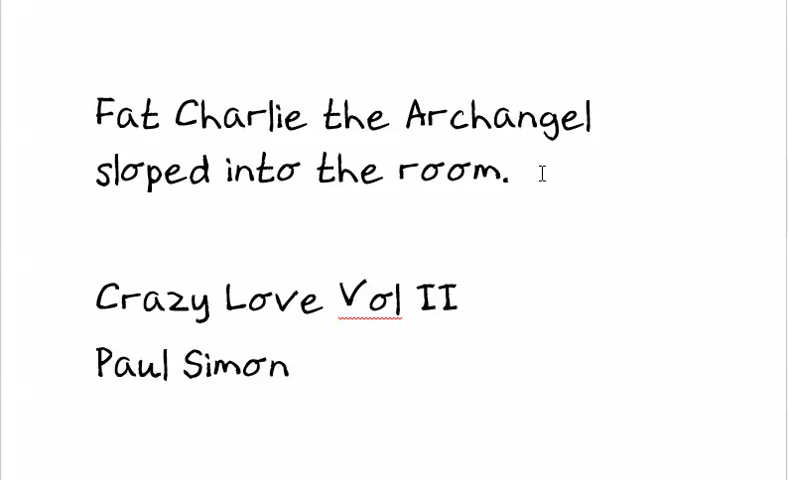 Fat Charlie the Archangel
sloped into the room.
Crazy Love Vol II
Paul Simon